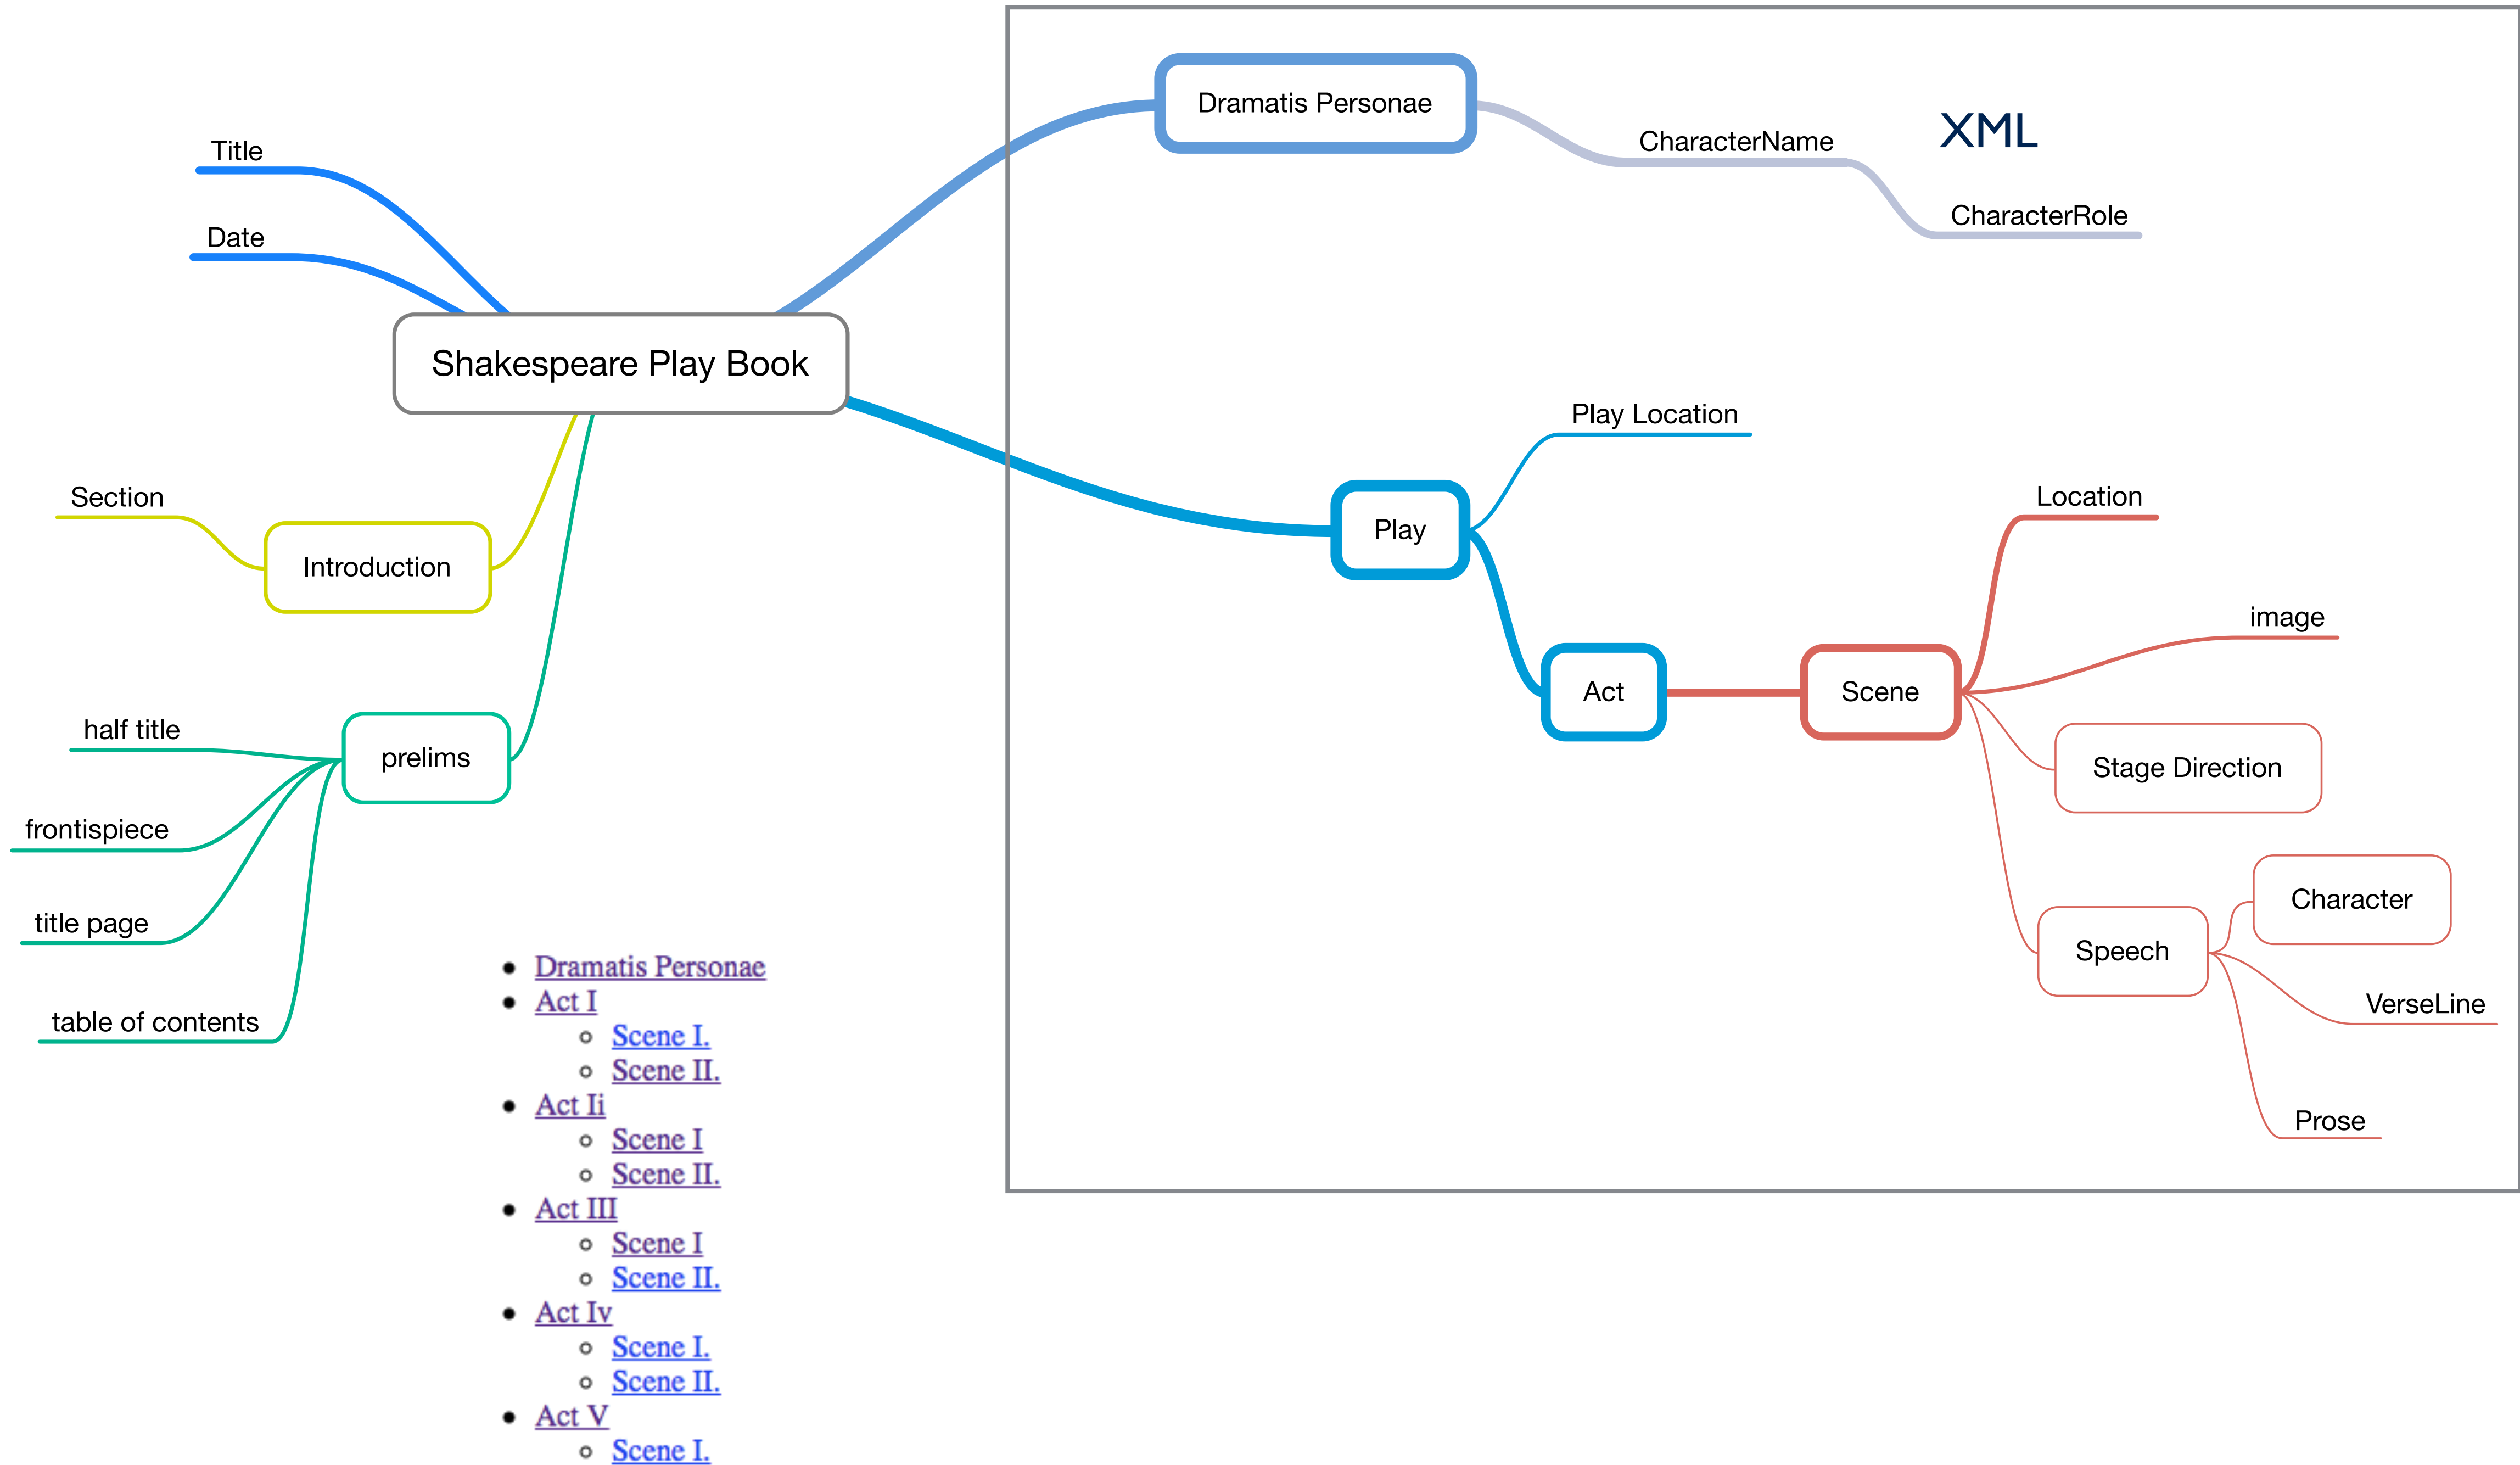 Title
Date
Shakespeare Play Book
Section
Introduction
prelims
half title
frontispiece
title page
table of contents
Dramatis Personae
Act I
Scene I.
Scene II.
Act Ii
Scene I
Scene II.
Act III
Scene I
Scene II.
Act Iv
Scene I.
Scene II.
Act V
Scene I.
Dramatis Personae
CharacterName
XML
CharacterRole
Play Location
Play
Act
Scene
Location
image
Stage Direction
Speech
Character
VerseLine
Prose